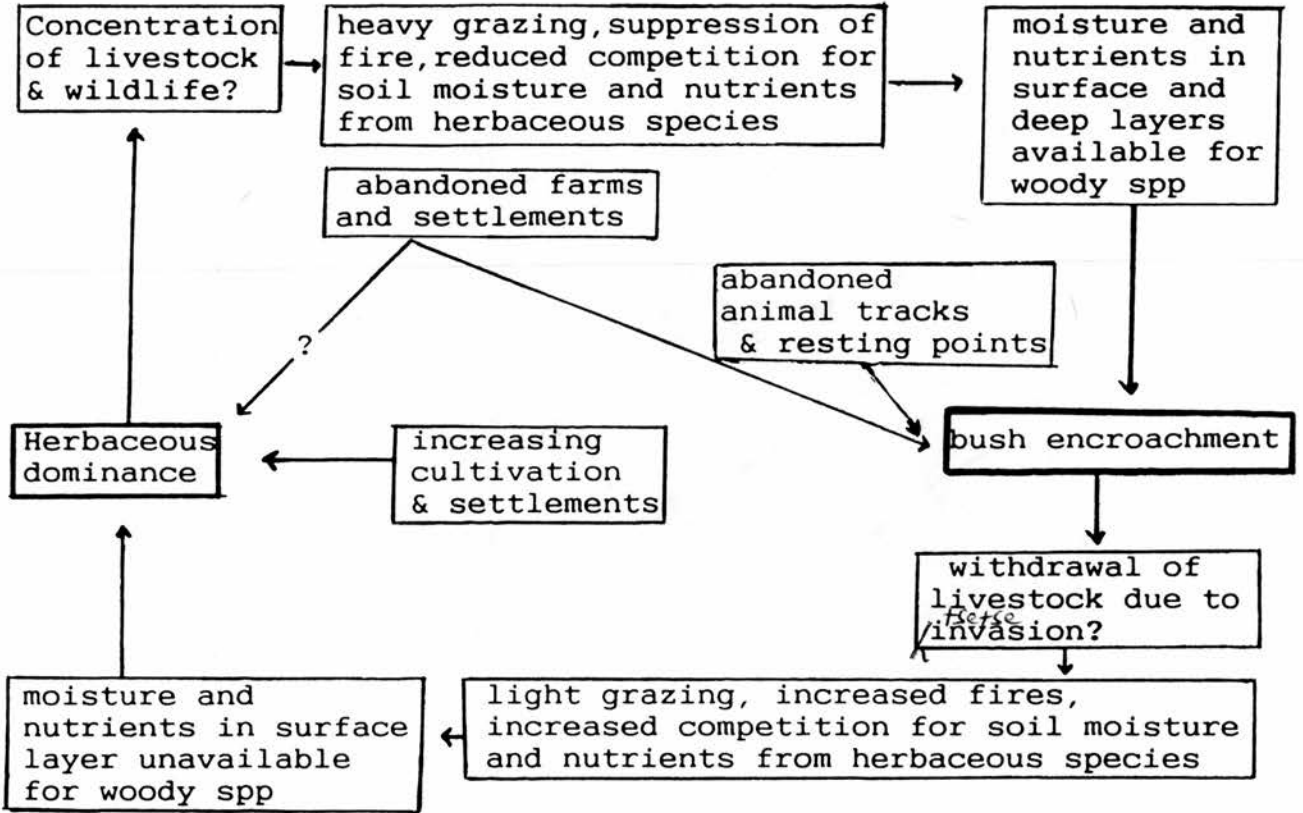 Concentration
of livestock
& wildlife?
heavy grazing,suppression of
fire,reduced competition for
soil moisture and nutrients
from herbaceous species
moisture and
nutrients in
surface and
deep layers
available for
woody spp
abandoned farms
and settlements
abandoned
animal tracks
& resting points
?
Herbaceous
dominance
increasing
cultivation
& settlements
bush encroachment
withdrawal of
livestock due to
tsetse
invasion?
moisture and
nutrients in surface
layer unavailable
for woody spp
light grazing, increased fires,
increased competition for soil moisture
and nutrients from herbaceous species